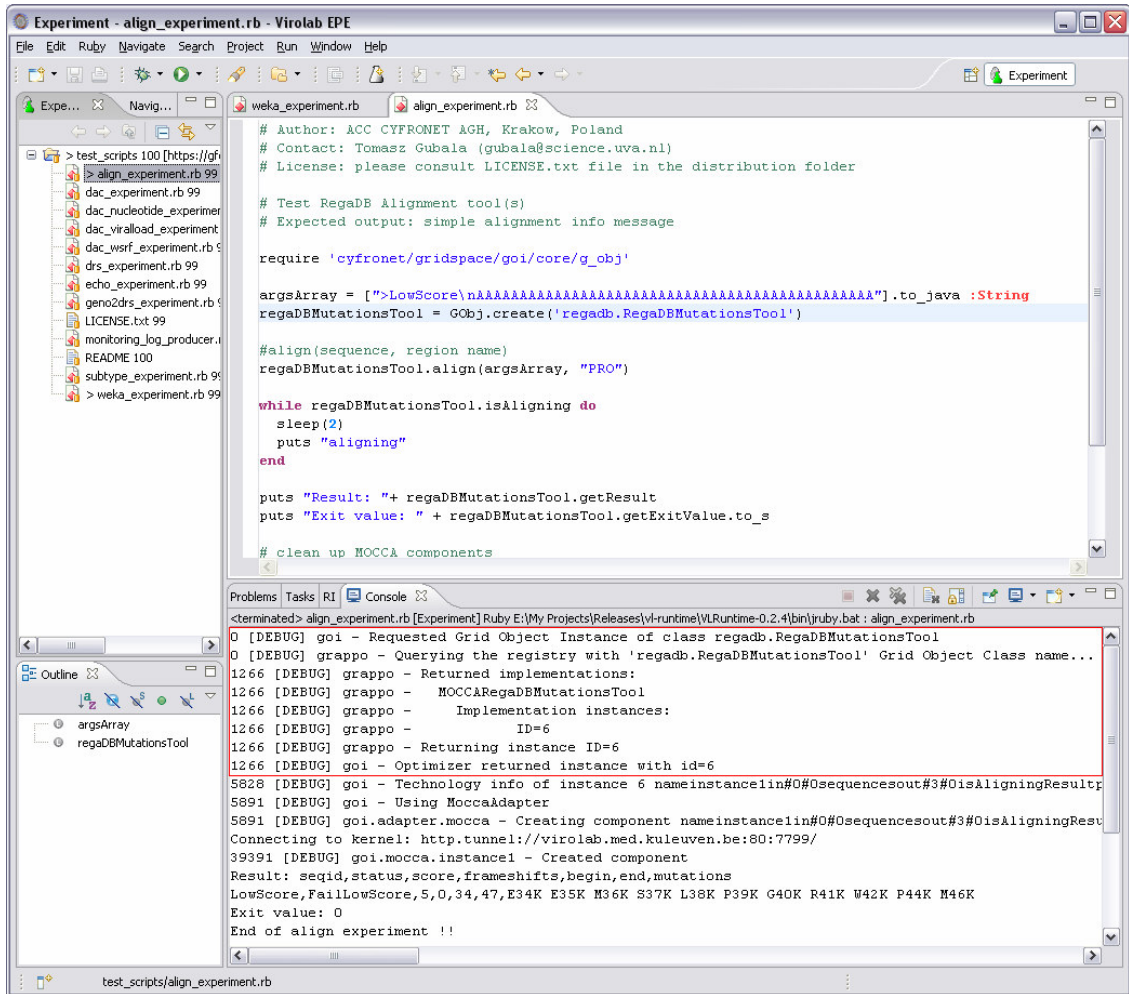 Experiment - align_experiment.rb - Virolab EPE
File Edit Ruby Navigate Search Project Run Window Help
Experiment
Expe... Navig...
> test_scripts 100 [https://gf
> align_experiment.rb 99
dac_experiment.rb 99
dac_nucleotide_experimer
dac_viralload_experiment
dac_wsrf_experiment.rb 9
drs_experiment.rb 99
echo_experiment.rb 99
geno2drs_experiment.rb 9
LICENSE.txt 99
monitoring_log_producer.r
README 100
subtype_experiment.rb 99
> weka_experiment.rb 99
Outline
argsArray
regaDBMutationsTool
weka_experiment.rb align_experiment.rb
# Author: ACC CYFRONET AGH, Krakow, Poland
# Contact: Tomasz Gubala (gubala@science.uva.nl)
# License: please consult LICENSE.txt file in the distribution folder
# Test RegaDB Alignment tool(s)
# Expected output: simple alignment info message
require 'cyfronet/gridspace/goi/core/g_obj'
argsArray = [">LowScore\nAAAAAAAAAAAAAAAAAAAAAAAAAAAAAAAAAAAAAAAAAAAA"].to_java :String
regaDBMutationsTool = GObj.create('regadb.RegaDBMutationsTool')
#align(sequence, region name)
regaDBMutationsTool.align(argsArray, "PRO")
while regaDBMutationsTool.isAligning do
sleep(2)
puts "aligning"
end
puts "Result: "+ regaDBMutationsTool.getResult
puts "Exit value: " + regaDBMutationsTool.getExitValue.to_s
# clean up MOCCA components
Problems Tasks RI Console
<terminated> align_experiment.rb [Experiment] Ruby E:\My Projects\Releases\vl-runtime\VLRuntime-0.2.4\bin\jruby.bat : align_experiment.rb
0 [DEBUG] goi - Requested Grid Object Instance of class regadb.RegaDBMutationsTool
0 [DEBUG] grappo - Querying the registry with 'regadb.RegaDBMutationsTool' Grid Object Class name...
1266 [DEBUG] grappo - Returned implementations:
1266 [DEBUG] grappo - MOCCARegaDBMutationsTool
1266 [DEBUG] grappo - Implementation instances:
1266 [DEBUG] grappo - ID=6
1266 [DEBUG] grappo - Returning instance ID=6
1266 [DEBUG] goi - Optimizer returned instance with id=6
5828 [DEBUG] goi - Technology info of instance 6 nameinstance1in#0#0sequencesout#3#0isAligningResultp
5891 [DEBUG] goi - Using MoccaAdapter
5891 [DEBUG] goi.adapter.mocca - Creating component nameinstance1in#0#0sequencesout#3#0isAligningResu
Connecting to kernel: http.tunnel://virolab.med.kuleuven.be:80:7799/
39391 [DEBUG] goi.mocca.instance1 - Created component
Result: seqid,status,score,frameshifts,begin,end,mutations
LowScore,FailLowScore,5,0,34,47,E34K E35K M36K S37K L38K P39K G40K R41K W42K P44K M46K
Exit value: 0
End of align experiment !!
test_scripts/align_experiment.rb